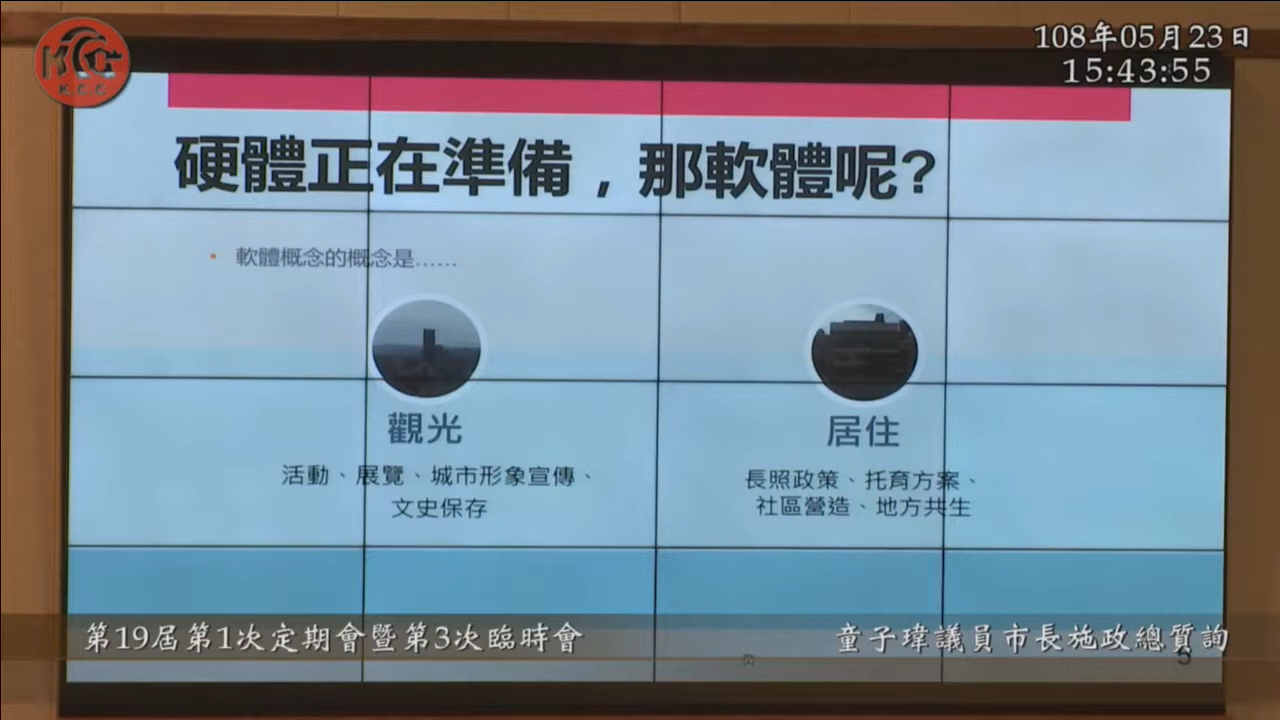 K.C.C.
108年05月23日
15:43:55
硬體正在準備，那軟體呢?
• 軟體概念的概念是……
觀光
活動、展覽、城市形象宣傳、
文史保存
居住
長照政策、托育方案、
社區營造、地方共生
第19屆第1次定期會暨第3次臨時會
童子瑋議員市長施政總質詢
5